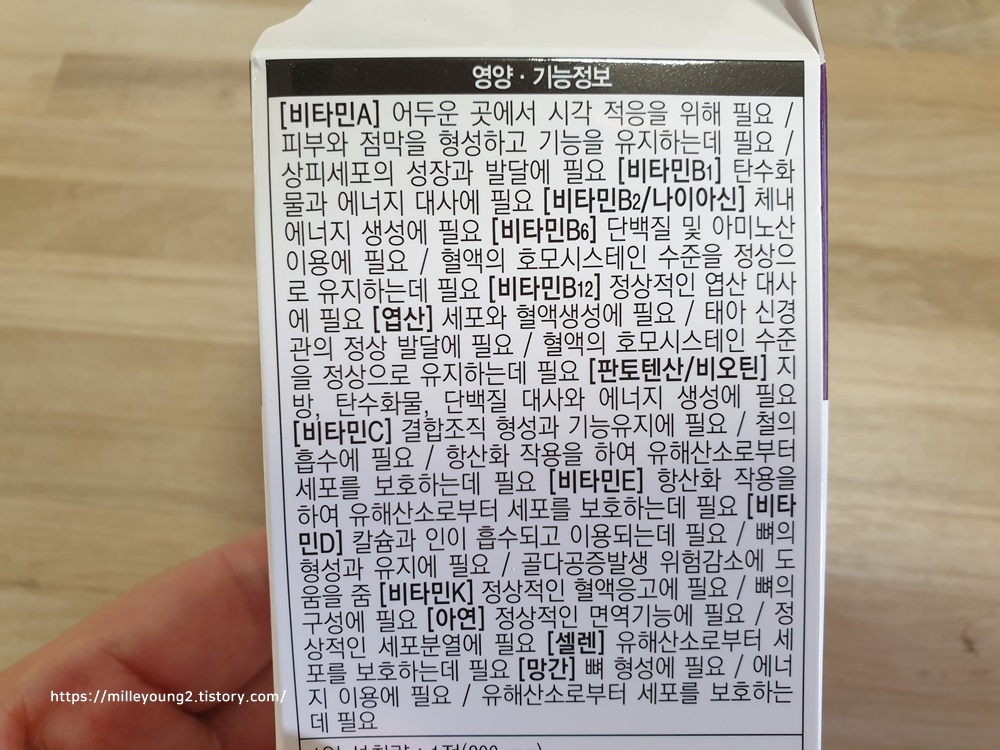 영양 · 기능정보
[비타민A] 어두운 곳에서 시각 적응을 위해 필요 /
피부와 점막을 형성하고 기능을 유지하는데 필요 /
상피세포의 성장과 발달에 필요 [비타민B1] 탄수화
물과 에너지 대사에 필요 [비타민B2/나이아신] 체내
에너지 생성에 필요 [비타민B6] 단백질 및 아미노산
이용에 필요 / 혈액의 호모시스테인 수준을 정상으
로 유지하는데 필요 [비타민B12] 정상적인 엽산 대사
에 필요 [엽산] 세포와 혈액생성에 필요 / 태아 신경
관의 정상 발달에 필요 / 혈액의 호모시스테인 수준
을 정상으로 유지하는데 필요 [판토텐산/비오틴] 지
방, 탄수화물, 단백질 대사와 에너지 생성에 필요
[비타민C] 결합조직 형성과 기능유지에 필요 / 철의
흡수에 필요 / 항산화 작용을 하여 유해산소로부터
세포를 보호하는데 필요 [비타민E] 항산화 작용을
하여 유해산소로부터 세포를 보호하는데 필요 [비타
민D] 칼슘과 인이 흡수되고 이용되는데 필요 / 뼈의
형성과 유지에 필요 / 골다공증발생 위험감소에 도
움을 줌 [비타민K] 정상적인 혈액응고에 필요 / 뼈의
구성에 필요 [아연] 정상적인 면역기능에 필요 / 정
상적인 세포분열에 필요 [셀렌] 유해산소로부터 세
포를 보호하는데 필요 [망간] 뼈 형성에 필요 / 에너
지 이용에 필요 / 유해산소로부터 세포를 보호하는
데 필요
https://milleyoung2.tistory.com/